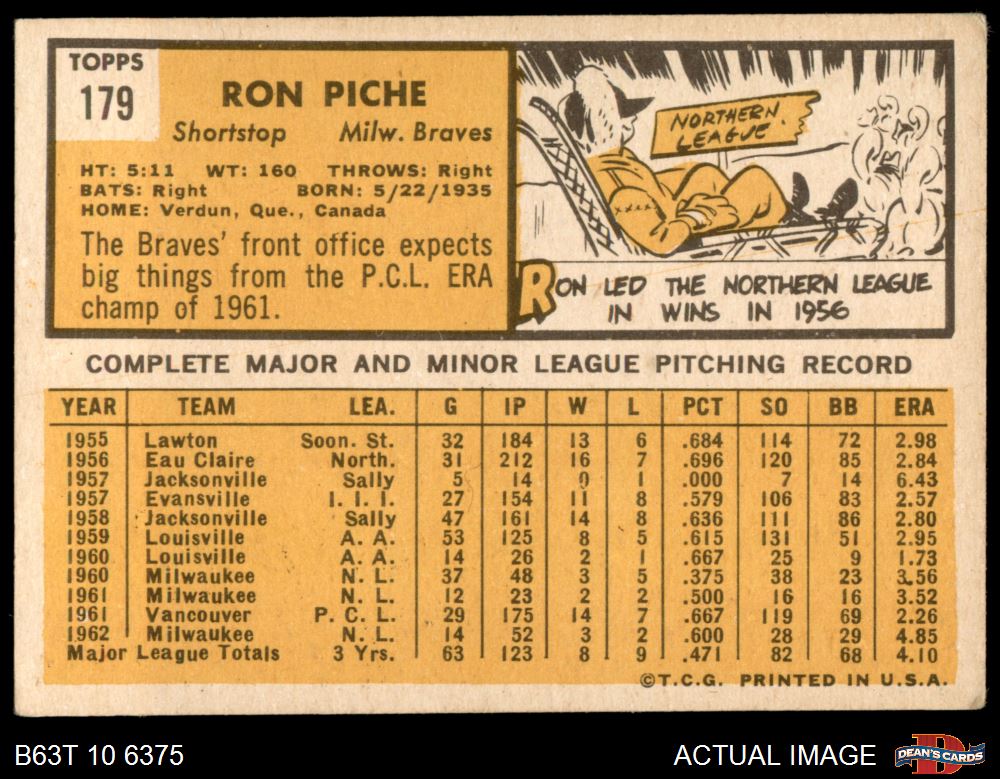 TOPPS
179
RON PICHE
Shortstop Milw. Braves
HT: 5:11 WT: 160 THROWS: Right
BATS: Right BORN: 5/22/1935
HOME: Verdun, Que., Canada
The Braves' front office expects
big things from the P.C.L. ERA
champ of 1961.
NORTHERN
LEAGUE
RON LED THE NORTHERN LEAGUE
IN WINS IN 1956
COMPLETE MAJOR AND MINOR LEAGUE PITCHING RECORD
YEAR TEAM LEA. G IP W L PCT SO BB ERA
1955 Lawton Soon. St. 32 184 13 6 .684 114 72 2.98
1956 Eau Claire North. 31 212 16 7 .696 120 85 2.84
1957 Jacksonville Sally 5 14 0 1 .000 7 14 6.43
1957 Evansville I. I. I. 27 154 11 8 .579 106 83 2.57
1958 Jacksonville Sally 47 161 14 8 .636 111 86 2.80
1959 Louisville A. A. 53 125 8 5 .615 131 51 2.95
1960 Louisville A. A. 14 26 2 1 .667 25 9 1.73
1960 Milwaukee N. L. 37 48 3 5 .375 38 23 3.56
1961 Milwaukee N. L. 12 23 2 2 .500 16 16 3.52
1961 Vancouver P. C. L. 29 175 14 7 .667 119 69 2.26
1962 Milwaukee N. L. 14 52 3 2 .600 28 29 4.85
Major League Totals 3 Yrs. 63 123 8 9 .471 82 68 4.10
©T.C.G. PRINTED IN U.S.A.
B63T 10 6375
ACTUAL IMAGE
DEAN'S CARDS